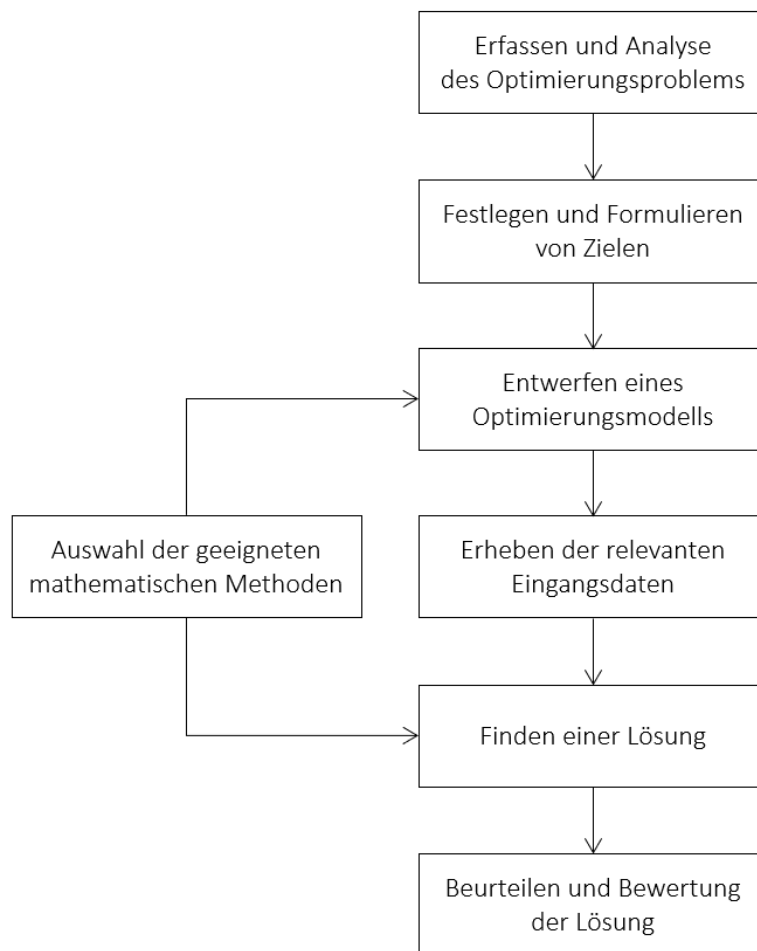 Erfassen und Analyse
des Optimierungsproblems
Festlegen und Formulieren
von Zielen
Entwerfen eines
Optimierungsmodells
Auswahl der geeigneten
mathematischen Methoden
Erheben der relevanten
Eingangsdaten
Finden einer Lösung
Beurteilen und Bewertung
der Lösung